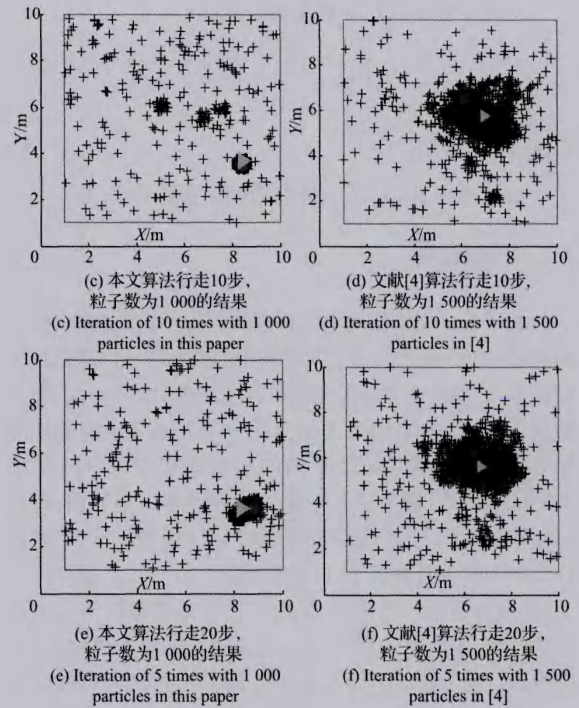 10
8
6
4
2
0
Y/m
X/m
2
4
6
8
10
(c) 本文算法行走10步，
粒子数为1 000的结果
(c) Iteration of 10 times with 1 000
particles in this paper
10
8
6
4
2
0
Y/m
X/m
2
4
6
8
10
(d) 文献[4]算法行走10步，
粒子数为1 500的结果
(d) Iteration of 10 times with 1 500
particles in [4]
10
8
6
4
2
0
Y/m
X/m
2
4
6
8
10
(e) 本文算法行走20步，
粒子数为1 000的结果
(e) Iteration of 5 times with 1 000
particles in this paper
10
8
6
4
2
0
Y/m
X/m
2
4
6
8
10
(f) 文献[4]算法行走20步，
粒子数为1 500的结果
(f) Iteration of 5 times with 1 500
particles in [4]